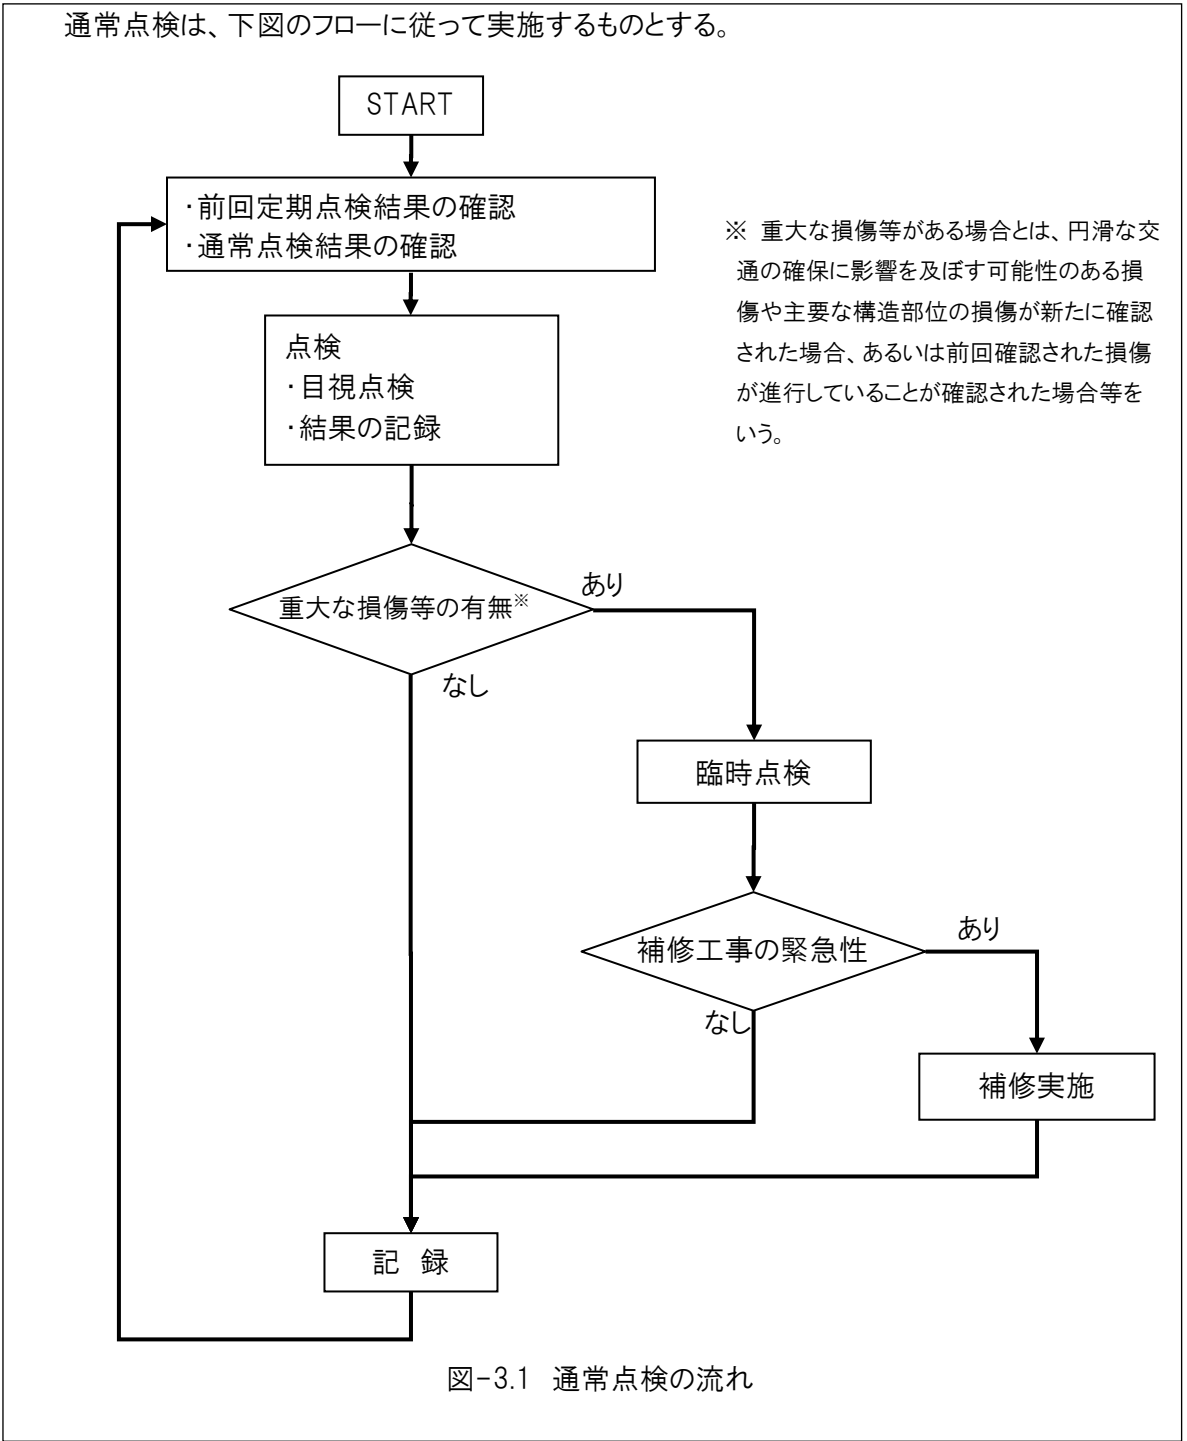 通常点検は、下図のフローに従って実施するものとする。
START
・前回定期点検結果の確認
・通常点検結果の確認
※ 重大な損傷等がある場合とは、円滑な交
通の確保に影響を及ぼす可能性のある損
傷や主要な構造部位の損傷が新たに確認
された場合、あるいは前回確認された損傷
が進行していることが確認された場合等を
いう。
点検
・目視点検
・結果の記録
重大な損傷等の有無※
あり
なし
臨時点検
補修工事の緊急性
あり
なし
補修実施
記 録
図-3.1 通常点検の流れ